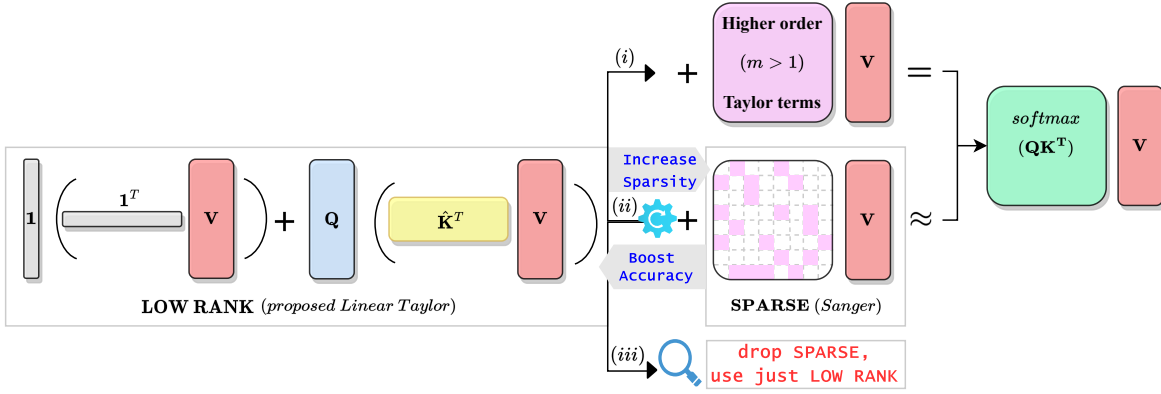 Higher order
(m > 1)
Taylor terms
V
=
(i)
+
softmax
(QK^T)
V
1
1^T
V
+
Q
K̂^T
V
LOW RANK (proposed Linear Taylor)
Increase
Sparsity
(ii)
+
Boost
Accuracy
V
≈
SPARSE (Sanger)
(iii)
drop SPARSE,
use just LOW RANK